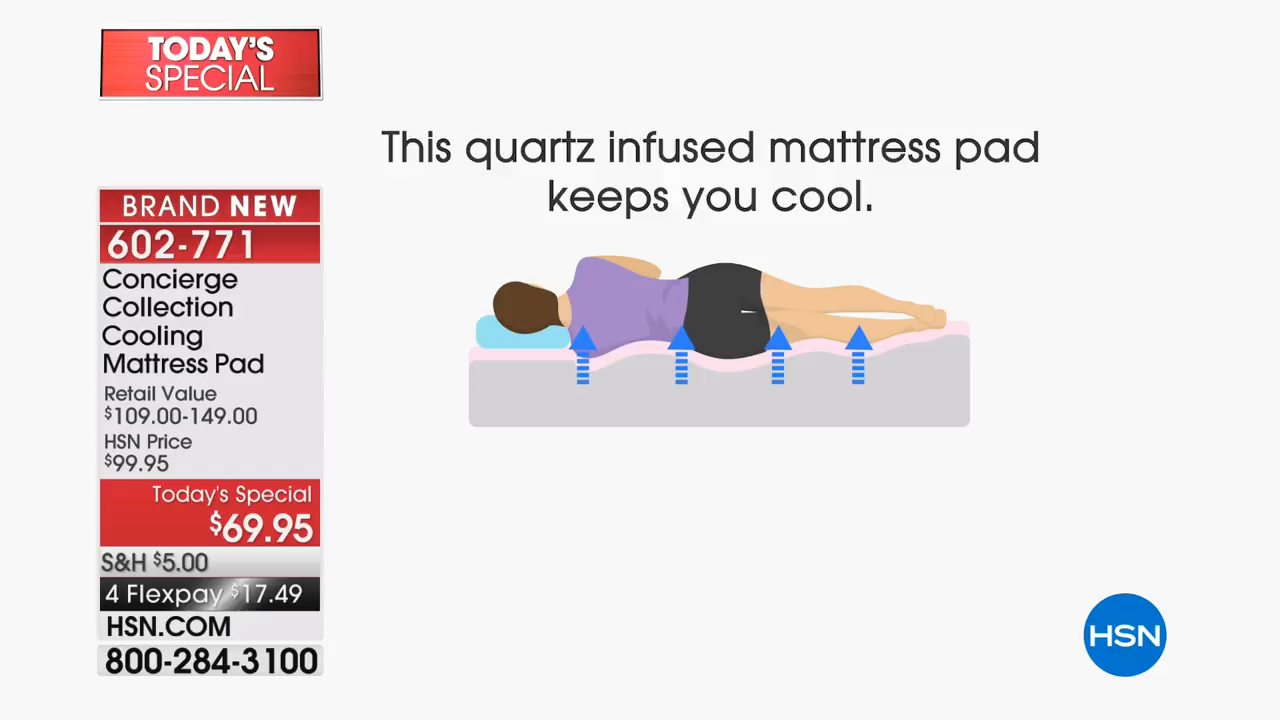 TODAY'S
SPECIAL
This quartz infused mattress pad
keeps you cool.
BRAND NEW
602-771
Concierge
Collection
Cooling
Mattress Pad
Retail Value
$109.00-149.00
HSN Price
$99.95
Today's Special
$69.95
S&H $5.00
4 Flexpay $17.49
HSN.COM
800-284-3100
HSN